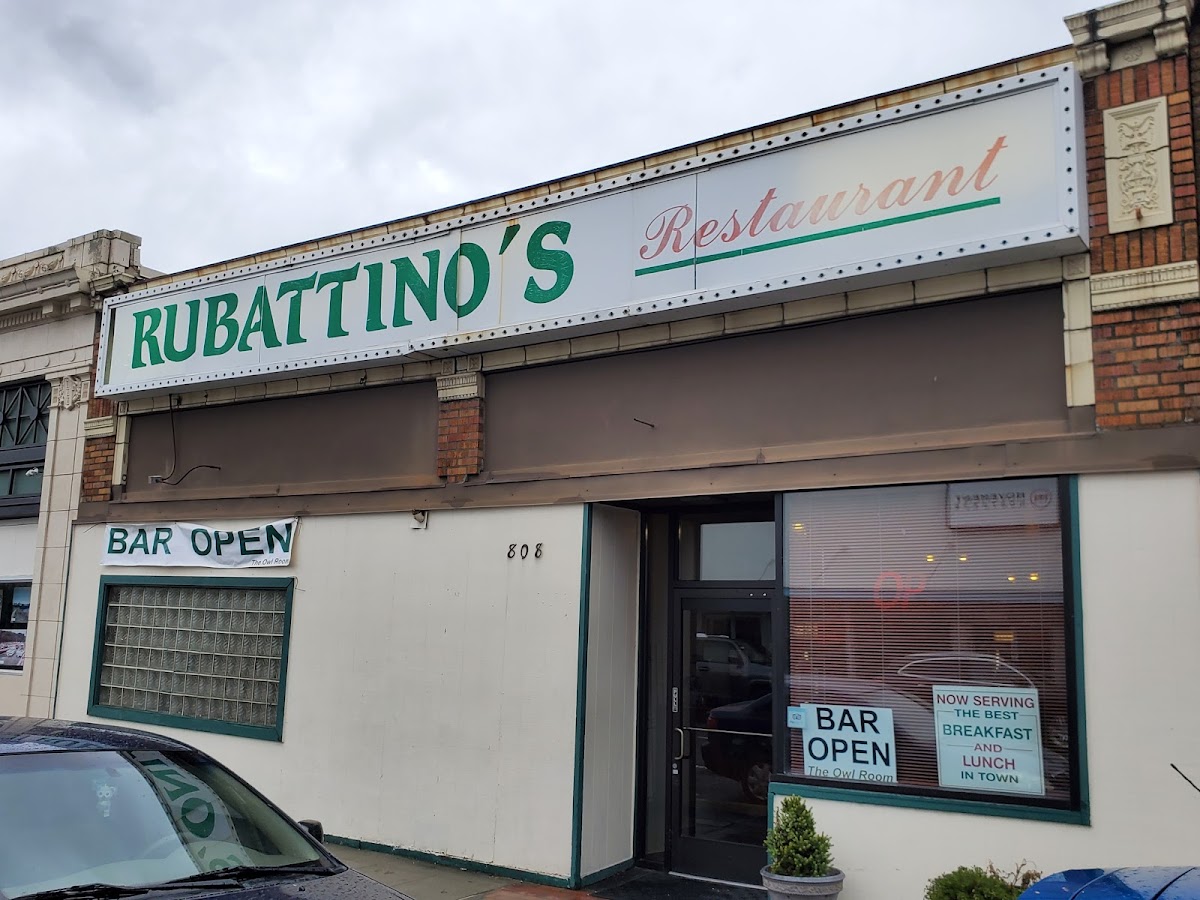 RUBATTINO'S Restaurant
BAR OPEN
The Owl Room
808
BAR
OPEN
The Owl Room
NOW SERVING
THE BEST
BREAKFAST
AND
LUNCH
IN TOWN